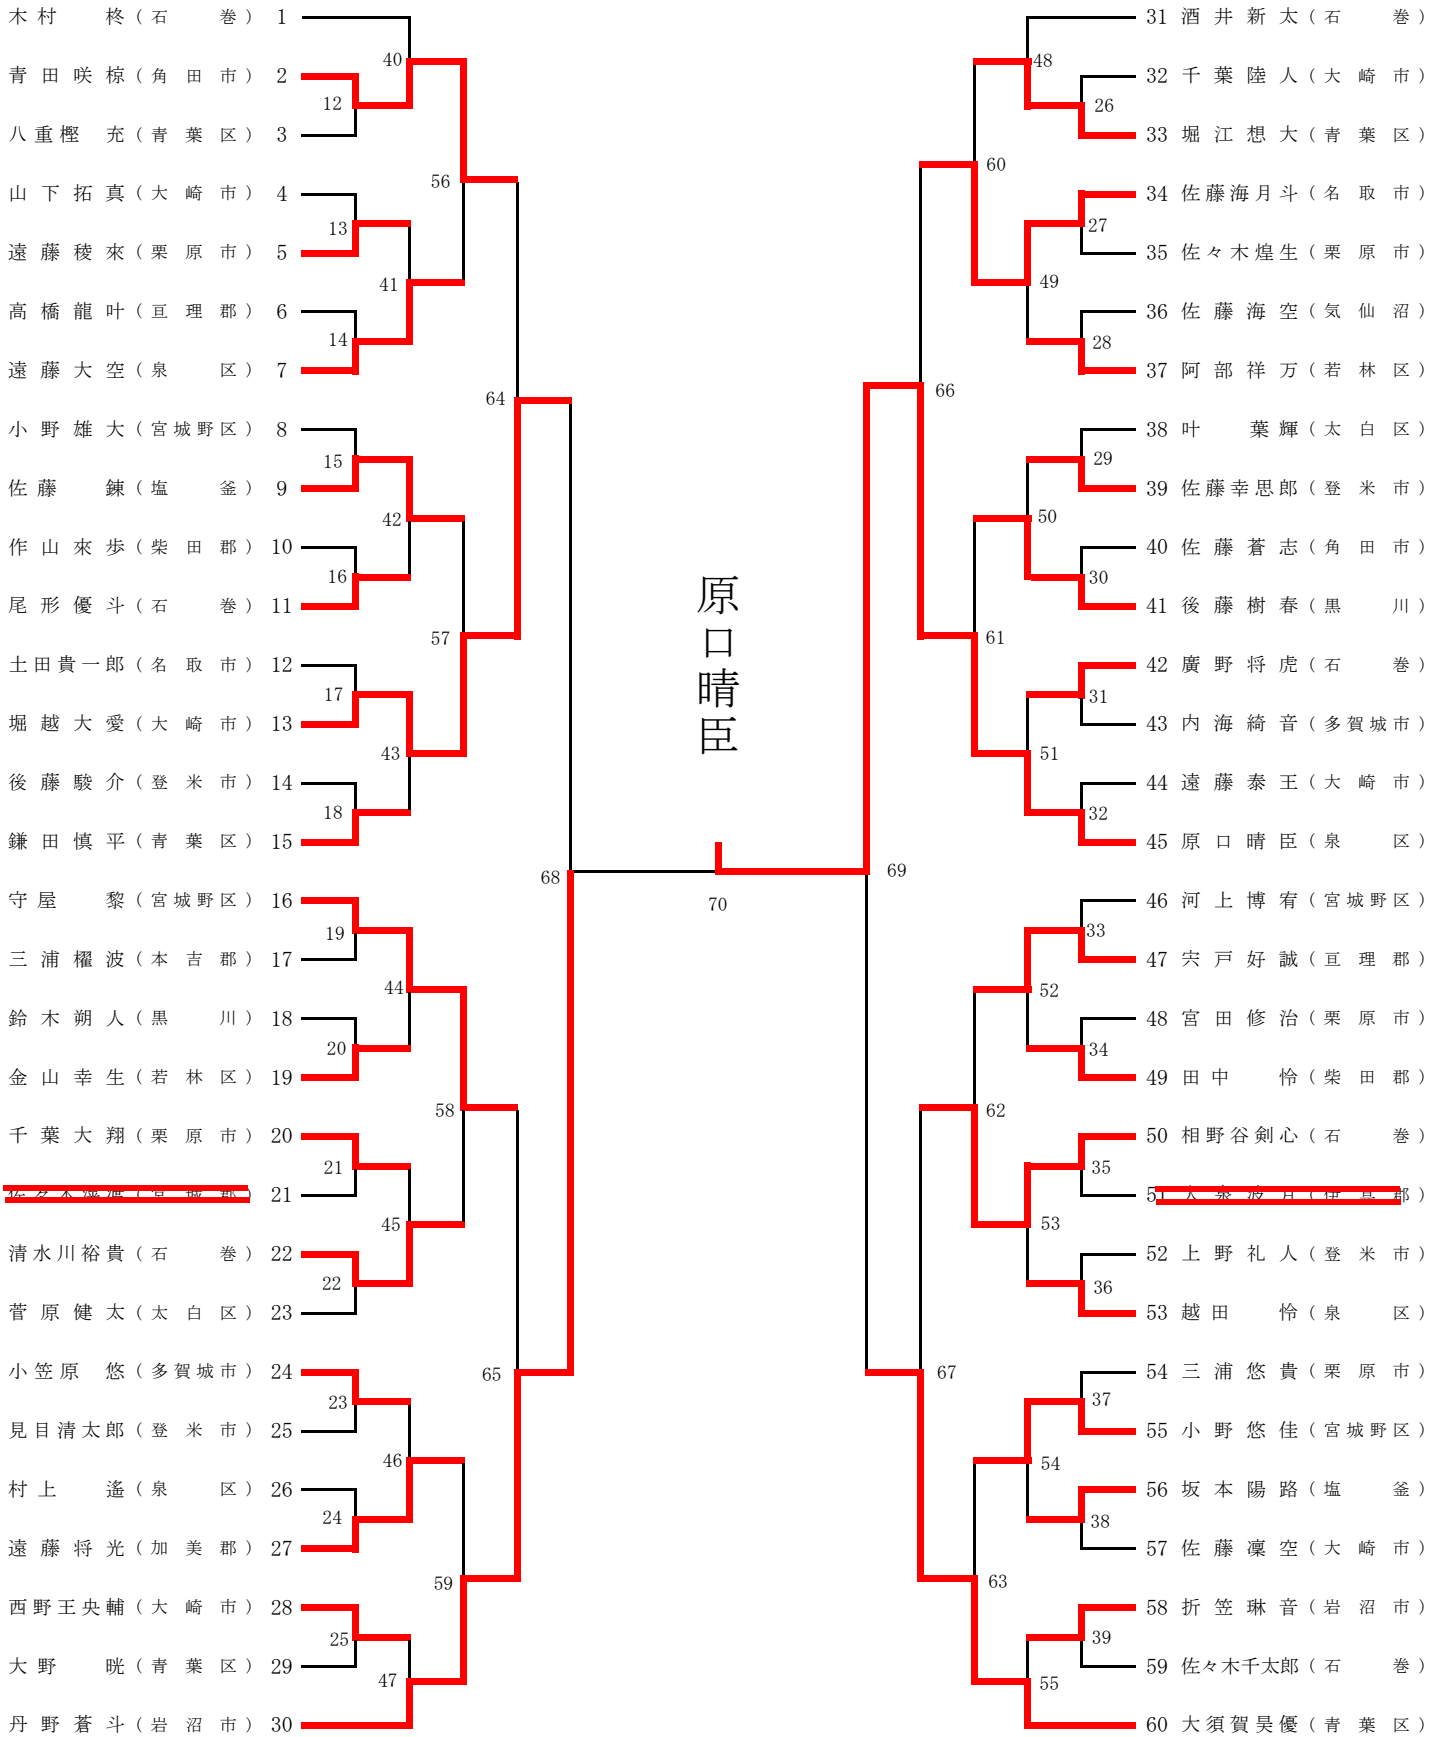 木村　柊（石巻） 1
青田咲椋（角田市） 2
八重樫　充（青葉区） 3
山下拓真（大崎市） 4
遠藤稜來（栗原市） 5
高橋龍叶（亘理郡） 6
遠藤大空（泉区） 7
小野雄大（宮城野区） 8
佐藤　錬（塩釜） 9
作山來歩（柴田郡） 10
尾形優斗（石巻） 11
土田貴一郎（名取市） 12
堀越大愛（大崎市） 13
後藤駿介（登米市） 14
鎌田慎平（青葉区） 15
守屋　黎（宮城野区） 16
三浦櫂波（本吉郡） 17
鈴木朔人（黒川） 18
金山幸生（若林区） 19
千葉大翔（栗原市） 20
21
清水川裕貴（石巻） 22
菅原健太（太白区） 23
小笠原　悠（多賀城市） 24
見目清太郎（登米市） 25
村上　遙（泉区） 26
遠藤将光（加美郡） 27
西野王央輔（大崎市） 28
大野　晄（青葉区） 29
丹野蒼斗（岩沼市） 30
12
13
14
15
16
17
18
19
20
21
22
23
24
25
40
41
42
43
44
45
46
47
56
57
58
59
64
65
68
原口晴臣
70
69
66
67
60
61
62
63
48
49
50
51
52
53
54
55
26
27
28
29
30
31
32
33
34
35
36
37
38
39
31 酒井新太（石巻）
32 千葉陸人（大崎市）
33 堀江想大（青葉区）
34 佐藤海月斗（名取市）
35 佐々木煌生（栗原市）
36 佐藤海空（気仙沼）
37 阿部祥万（若林区）
38 叶　葉輝（太白区）
39 佐藤幸思郎（登米市）
40 佐藤蒼志（角田市）
41 後藤樹春（黒川）
42 廣野将虎（石巻）
43 内海綺音（多賀城市）
44 遠藤泰王（大崎市）
45 原口晴臣（泉区）
46 河上博宥（宮城野区）
47 宍戸好誠（亘理郡）
48 宮田修治（栗原市）
49 田中　怜（柴田郡）
50 相野谷剣心（石巻）
51
52 上野礼人（登米市）
53 越田　怜（泉区）
54 三浦悠貴（栗原市）
55 小野悠佳（宮城野区）
56 坂本陽路（塩釜）
57 佐藤凜空（大崎市）
58 折笠琳音（岩沼市）
59 佐々木千太郎（石巻）
60 大須賀昊優（青葉区）